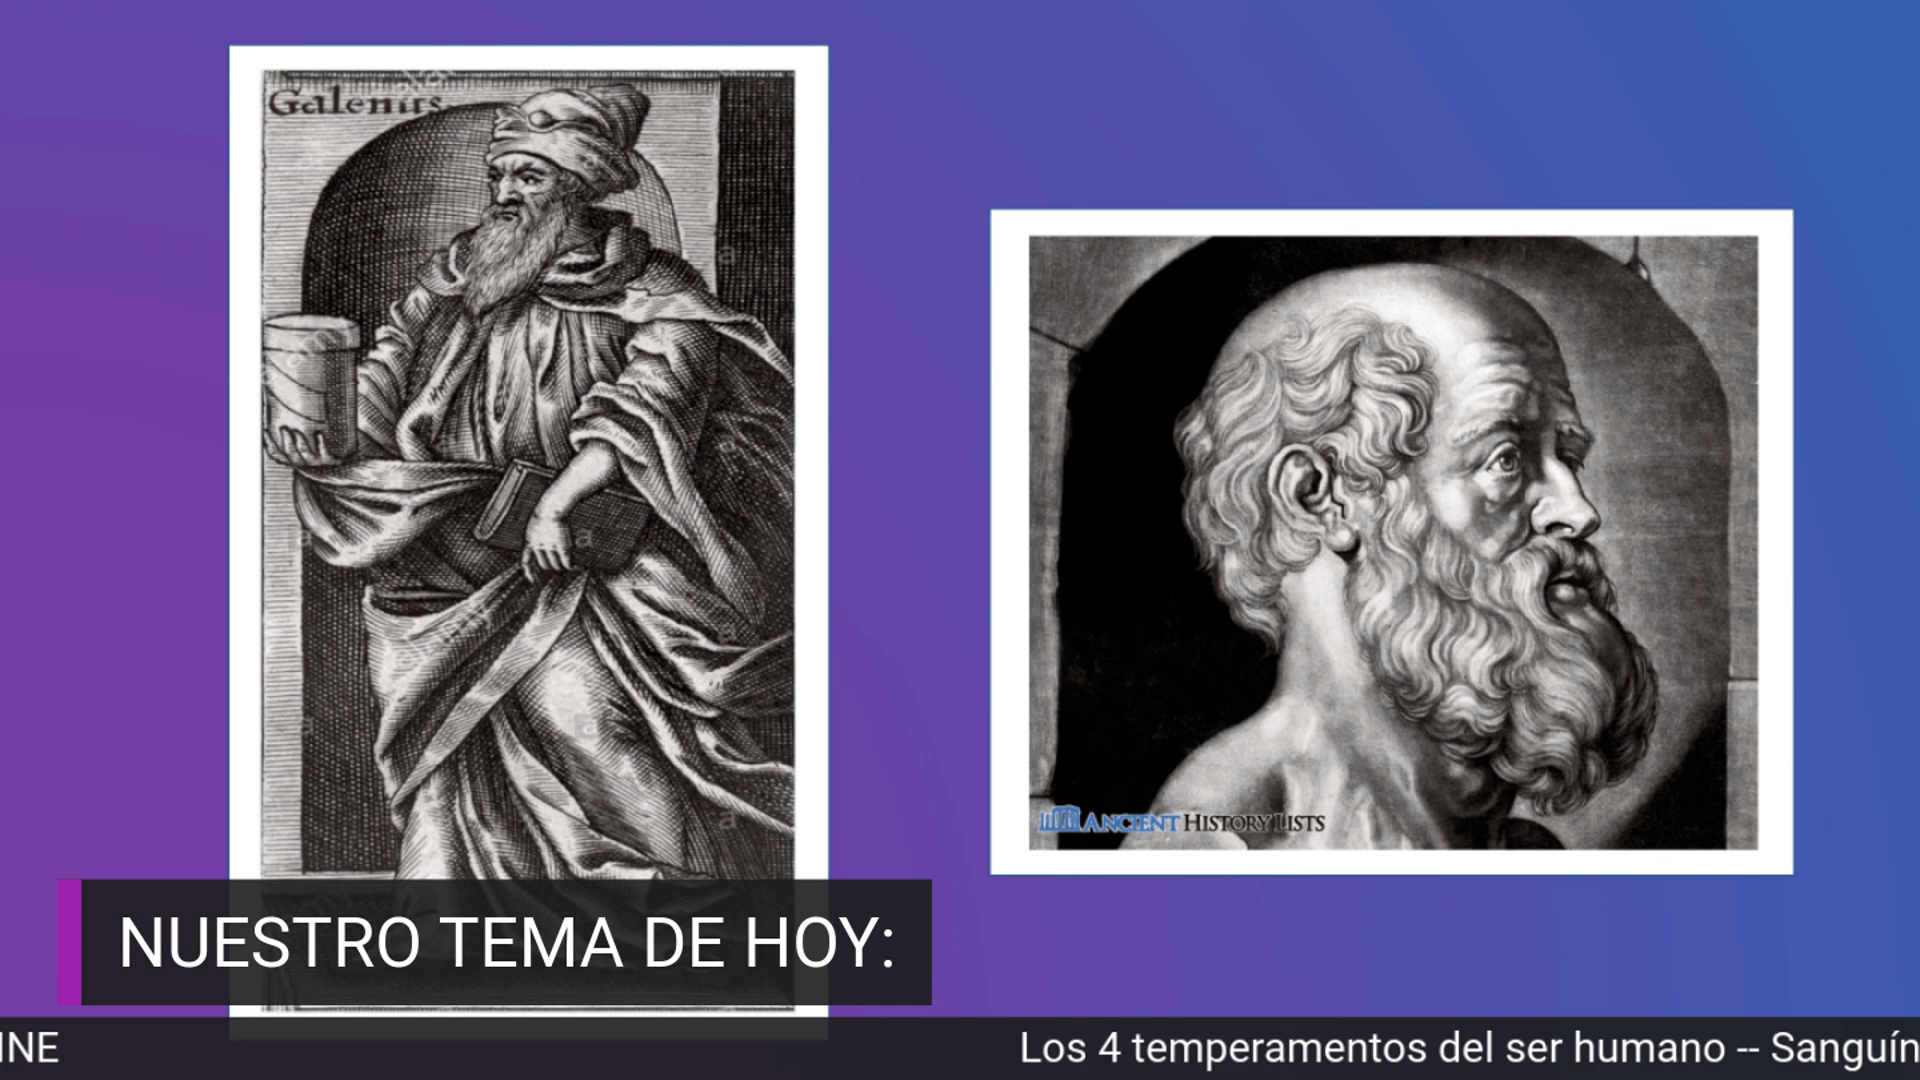 Galenus
ANCIENT HISTORY LISTS
NUESTRO TEMA DE HOY:
INE
Los 4 temperamentos del ser humano -- Sanguín